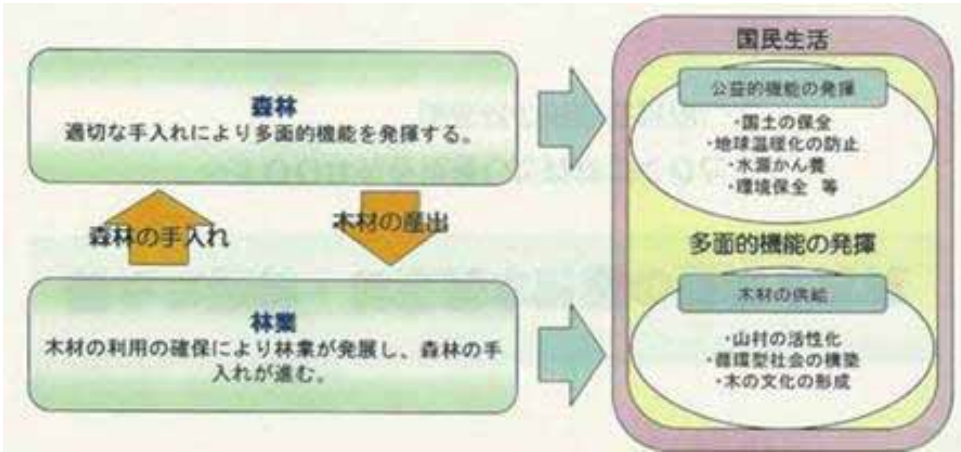 森林
適切な手入れにより多面的機能を発揮する。
森林の手入れ
木材の産出
林業
木材の利用の確保により林業が発展し、森林の手
入れが進む。
国民生活
公益的機能の発揮
・国土の保全
・地球温暖化の防止
・水源かん養
・環境保全 等
多面的機能の発揮
木材の供給
・山村の活性化
・循環型社会の構築
・木の文化の形成